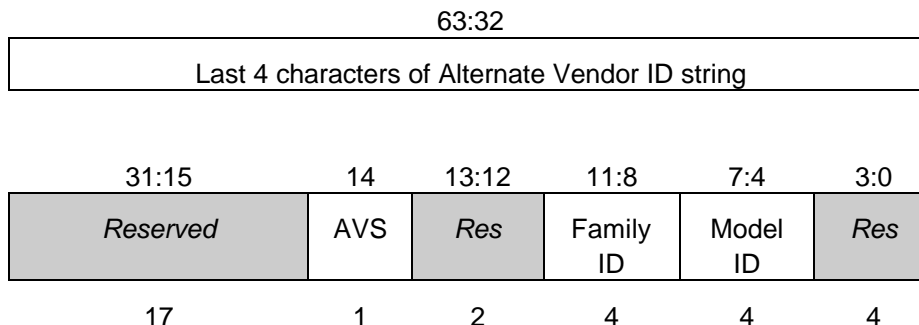 63:32
Last 4 characters of Alternate Vendor ID string
31:15 14 13:12 11:8 7:4 3:0
Reserved AVS Res Family ID Model ID Res
17 1 2 4 4 4